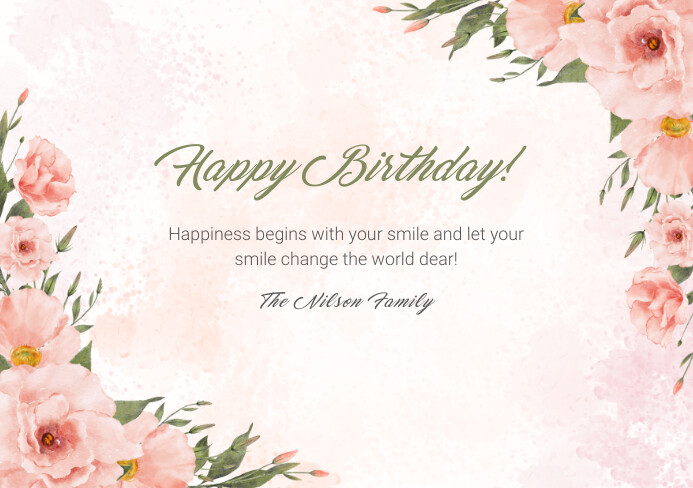 Happy Birthday!
Happiness begins with your smile and let your
smile change the world dear!
The Nilson Family